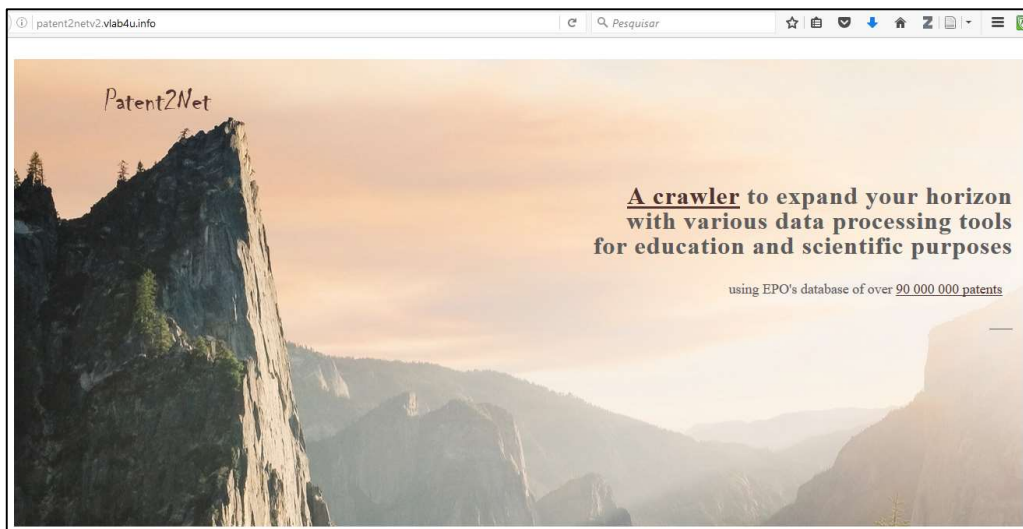 patent2netv2.vlab4u.info
Pesquisar
Patent2Net
A crawler to expand your horizon
with various data processing tools
for education and scientific purposes
using EPO's database of over 90 000 000 patents